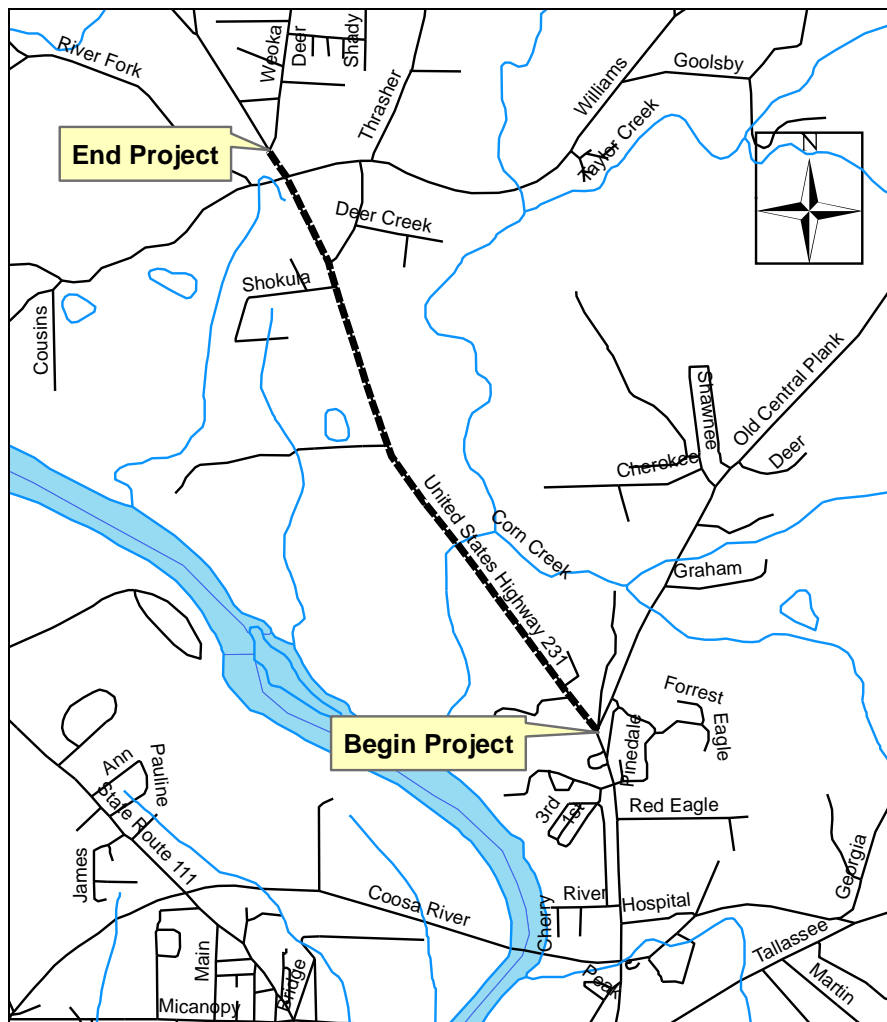 River Fork
Weoka
Deer
Shady
Thrasher
Williams
Goolsby
Taylor Creek
End Project
N
Deer Creek
Shokula
Cousins
Shawnee
Old Central Plank
Cherokee
Deer
United States Highway 231
Corn Creek
Graham
Forrest
Eagle
Pinedale
Begin Project
Ann
Pauline
State Route 111
James
3rd
1st
Red Eagle
Georgia
Coosa River
River
Hospital
Cherry
Tallassee
Martin
Main
Bridge
Peak
Micanopy